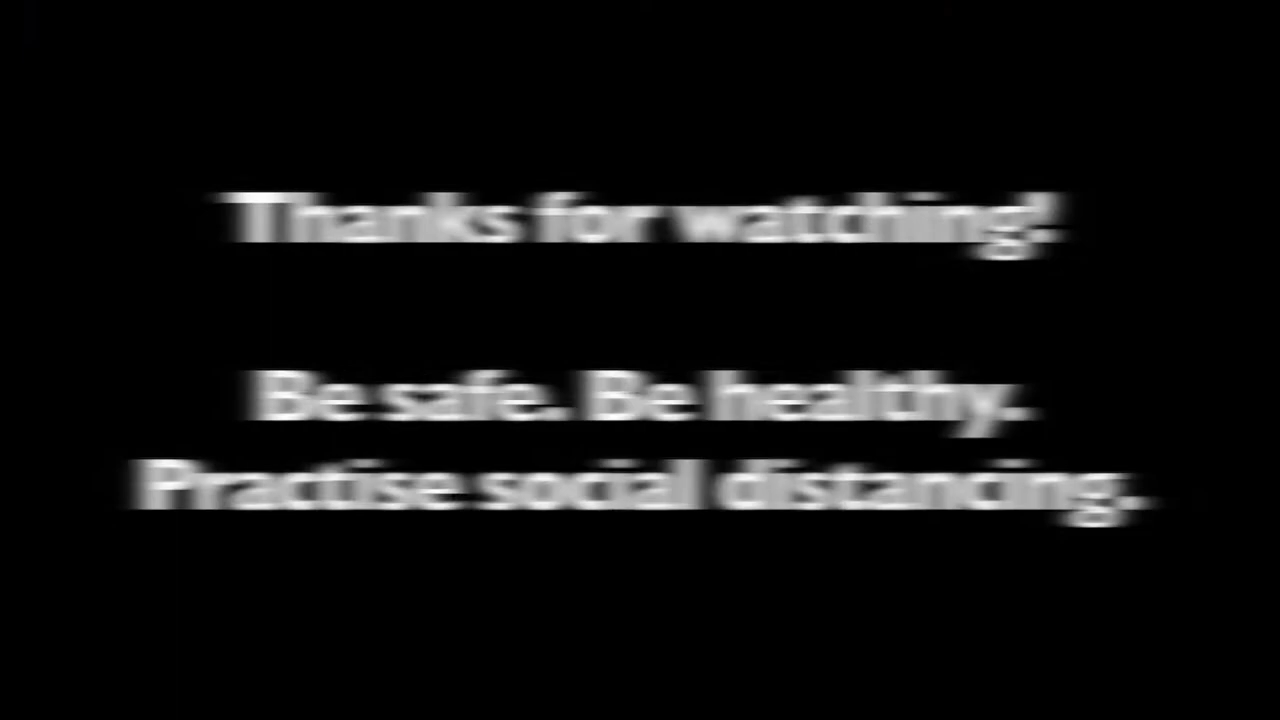 Thanks for watching!
Be safe. Be healthy.
Practise social distancing.